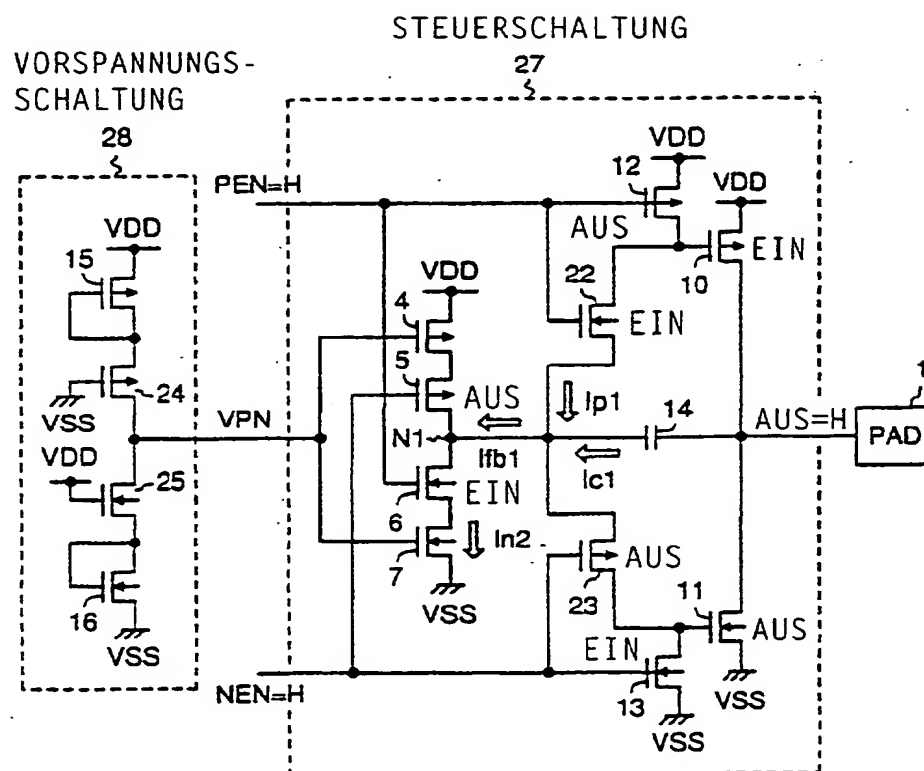 STEUERSCHALTUNG
27
VORSPANNUNGS-
SCHALTUNG
28
VDD
12
PEN=H
VDD
AUS
10
EIN
VDD
15
22
EIN
VDD
4
5
AUS
24
VSS
VPN
N1
Ifb1
Ip1
14
Ic1
AUS=H
1
PAD
VDD
25
6
EIN
7
In2
VSS
16
VSS
AUS
23
11
AUS
VSS
EIN
NEN=H
13
VSS